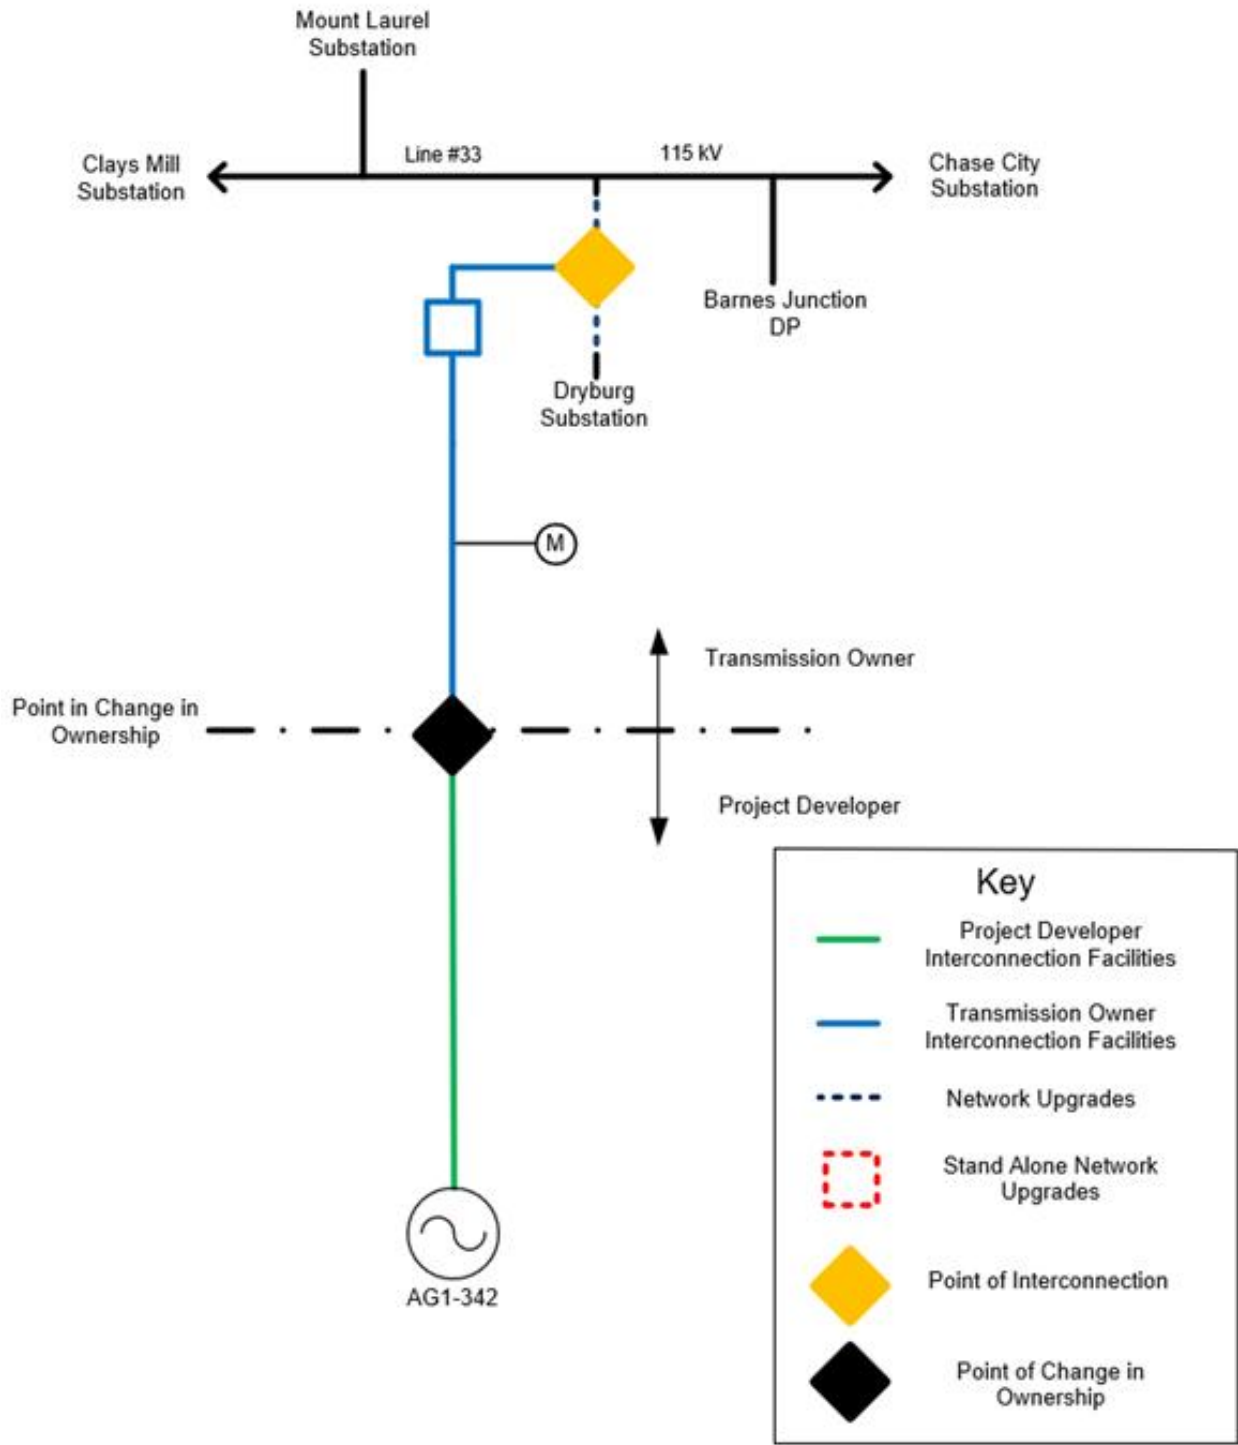 Mount Laurel
Substation
Clays Mill
Substation
Line #33
115 kV
Chase City
Substation
Barnes Junction
DP
Dryburg
Substation
M
Transmission Owner
Point in Change in
Ownership
Project Developer
Key
Project Developer
Interconnection Facilities
Transmission Owner
Interconnection Facilities
Network Upgrades
Stand Alone Network
Upgrades
Point of Interconnection
Point of Change in
Ownership
AG1-342